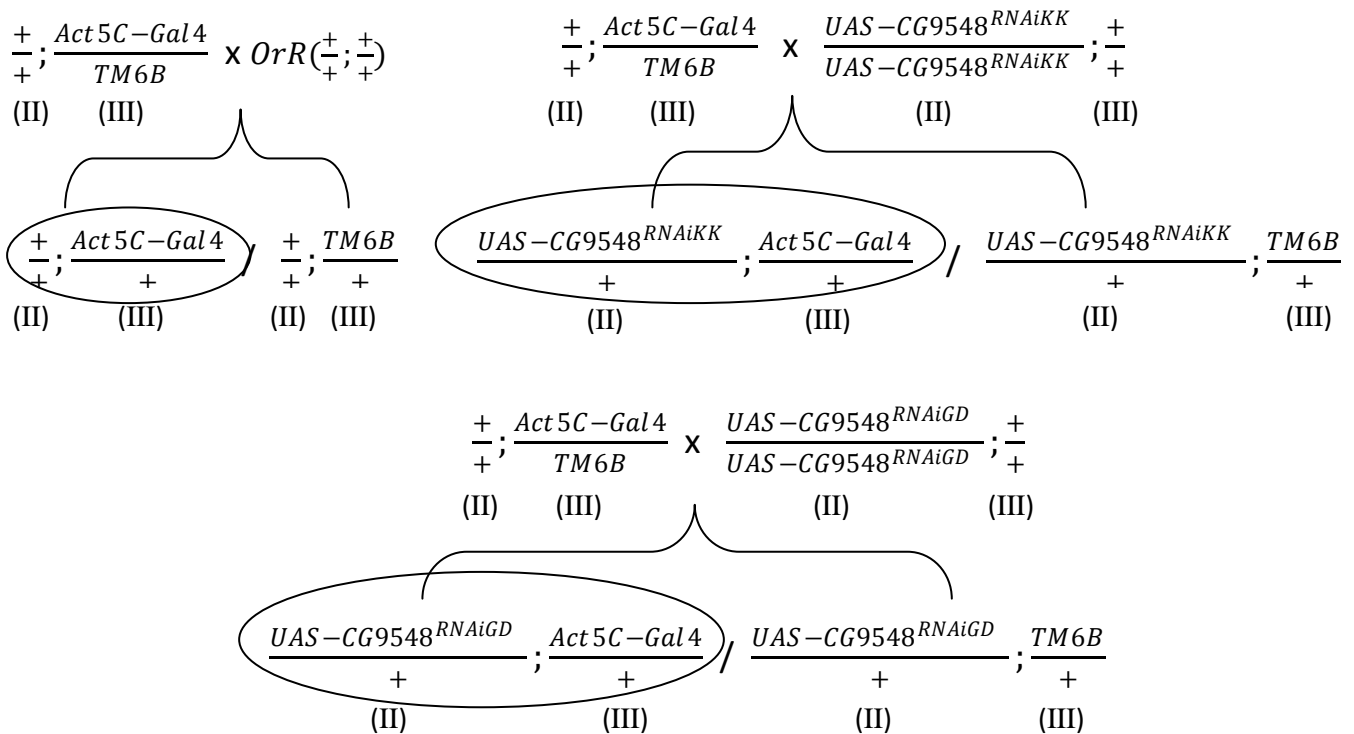 +/+ ; Act5C−Gal4/TM6B x OrR(+/+ ; +/+)
(II) (III)
+/+ ; Act5C−Gal4/+ / +/+ ; TM6B/+
(II) (III) (II) (III)
+/+ ; Act5C−Gal4/TM6B x UAS−CG9548^RNAiKK/UAS−CG9548^RNAiKK ; +/+
(II) (III) (II) (III)
UAS−CG9548^RNAiKK/+ ; Act5C−Gal4/+ / UAS−CG9548^RNAiKK/+ ; TM6B/+
(II) (III) (II) (III)
+/+ ; Act5C−Gal4/TM6B x UAS−CG9548^RNAiGD/UAS−CG9548^RNAiGD ; +/+
(II) (III) (II) (III)
UAS−CG9548^RNAiGD/+ ; Act5C−Gal4/+ / UAS−CG9548^RNAiGD/+ ; TM6B/+
(II) (III) (II) (III)